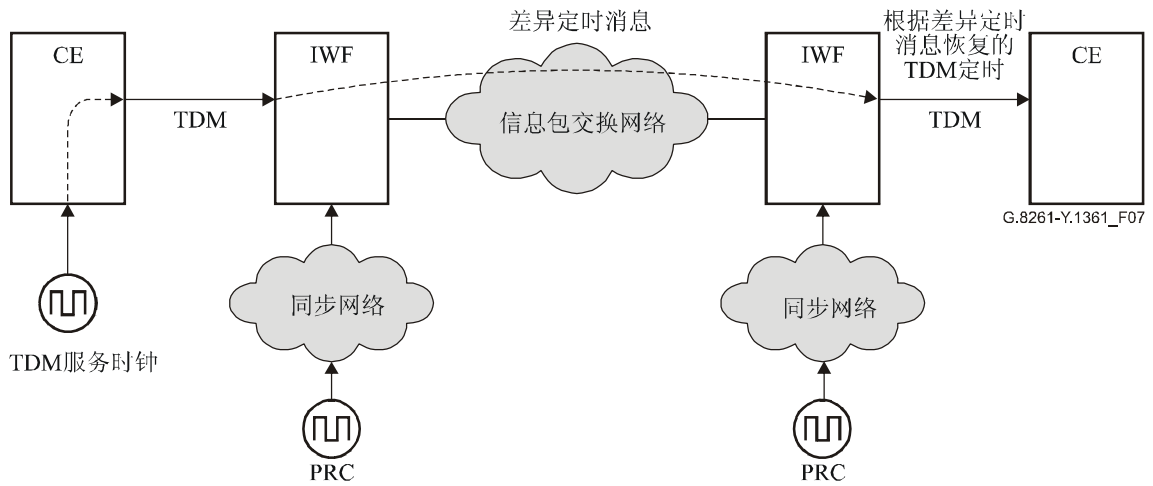 差异定时消息
CE
IWF
IWF
根据差异定时
消息恢复的
TDM定时
CE
TDM
信息包交换网络
TDM
G.8261-Y.1361_F07
同步网络
同步网络
TDM服务时钟
PRC
PRC